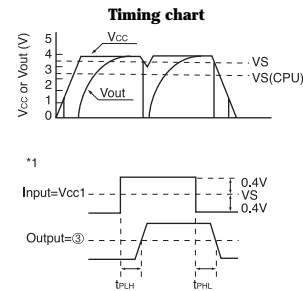 Timing chart
Vcc or Vout (V)
5
4
3
2
1
0
Vcc
Vout
VS
VS(CPU)
*1
Input=Vcc1
0.4V
VS
0.4V
Output=③
tPLH
tPHL